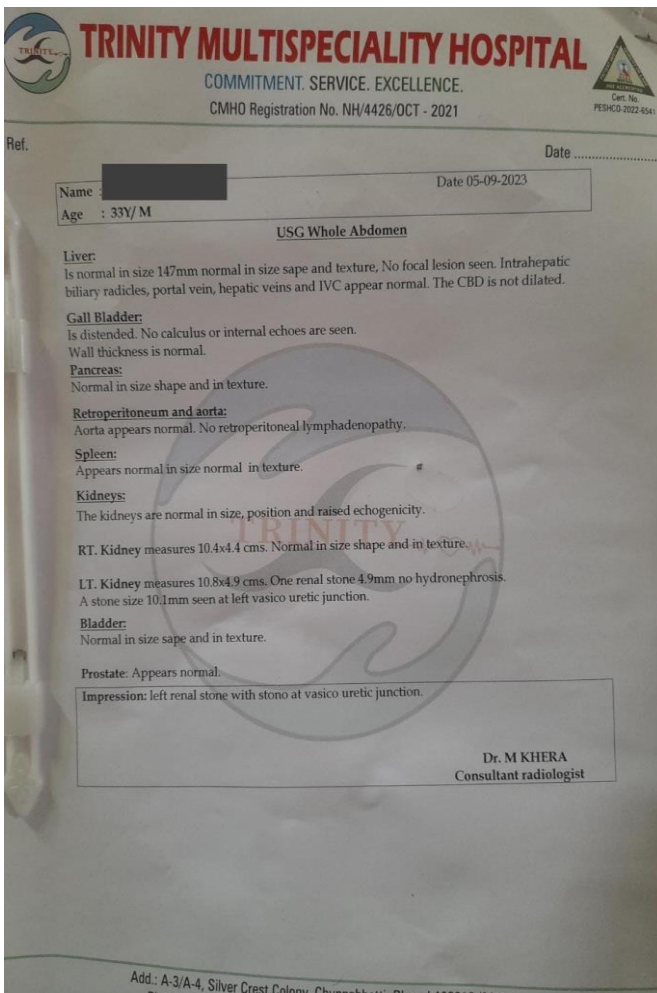 TRINITY
TRINITY MULTISPECIALITY HOSPITAL
COMMITMENT. SERVICE. EXCELLENCE.
CMHO Registration No. NH/4426/OCT - 2021
PRE ACCREDITED
Cert. No.
PESHCO-2022-6541
Ref.
Date ........................
Name :
Date 05-09-2023
Age : 33Y/ M
USG Whole Abdomen
Liver:
Is normal in size 147mm normal in size sape and texture, No focal lesion seen. Intrahepatic
biliary radicles, portal vein, hepatic veins and IVC appear normal. The CBD is not dilated.
Gall Bladder:
Is distended. No calculus or internal echoes are seen.
Wall thickness is normal.
Pancreas:
Normal in size shape and in texture.
Retroperitoneum and aorta:
Aorta appears normal. No retroperitoneal lymphadenopathy.
Spleen:
Appears normal in size normal in texture.
Kidneys:
The kidneys are normal in size, position and raised echogenicity.
TRINITY
RT. Kidney measures 10.4x4.4 cms. Normal in size shape and in texture.
LT. Kidney measures 10.8x4.9 cms. One renal stone 4.9mm no hydronephrosis.
A stone size 10.1mm seen at left vasico uretic junction.
Bladder:
Normal in size sape and in texture.
Prostate: Appears normal.
Impression: left renal stone with stono at vasico uretic junction.
Dr. M KHERA
Consultant radiologist
Add.: A-3/A-4, Silver Crest Colony,